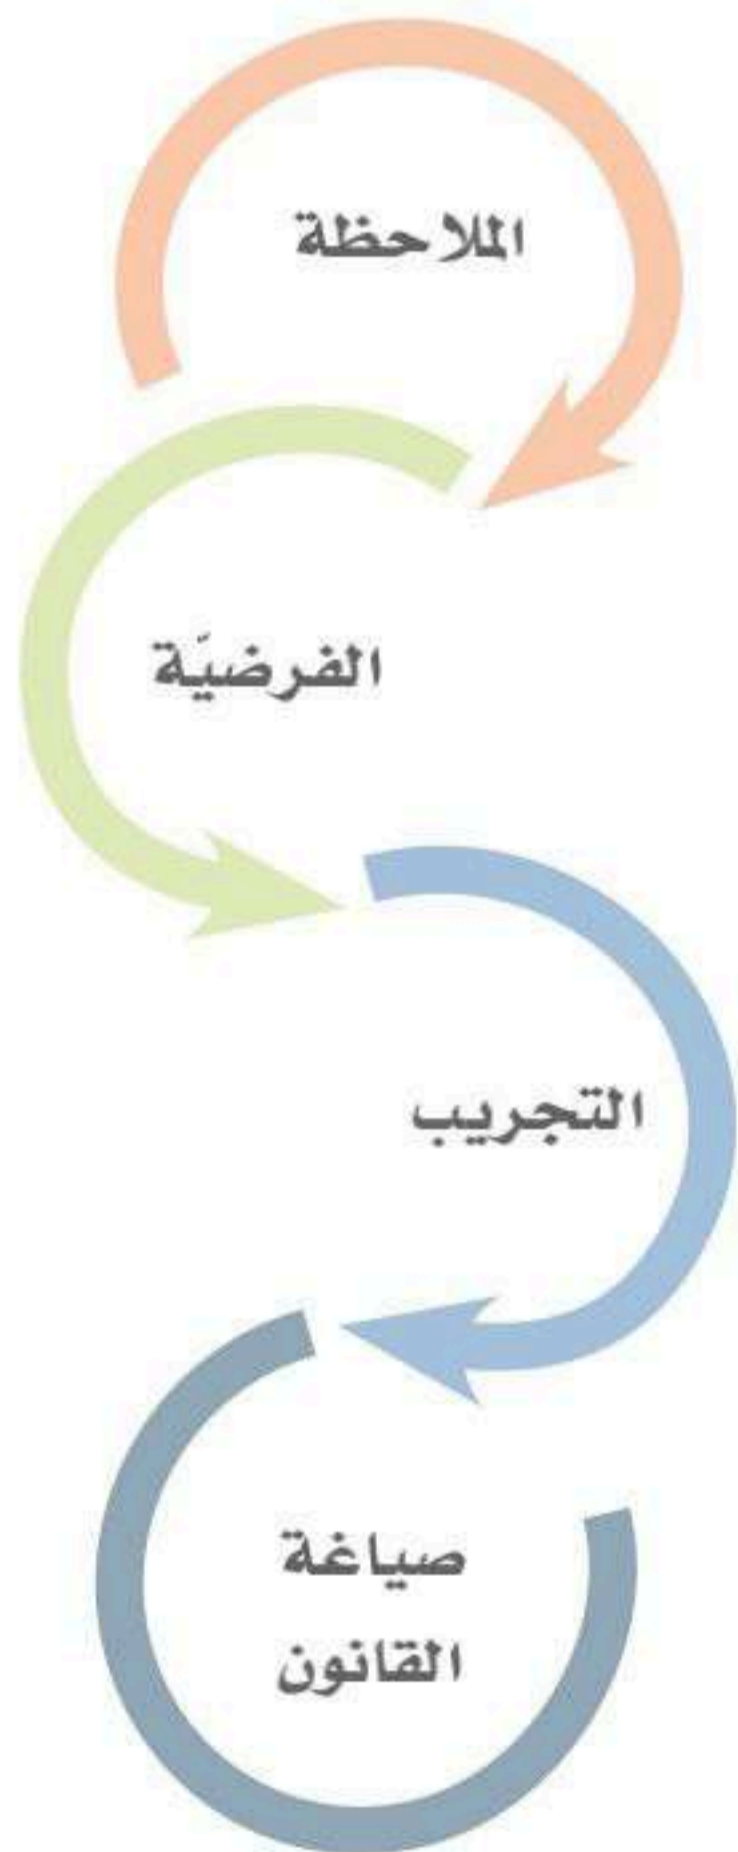 الملاحظة
الفرضيّة
التجريب
صياغة
القانون